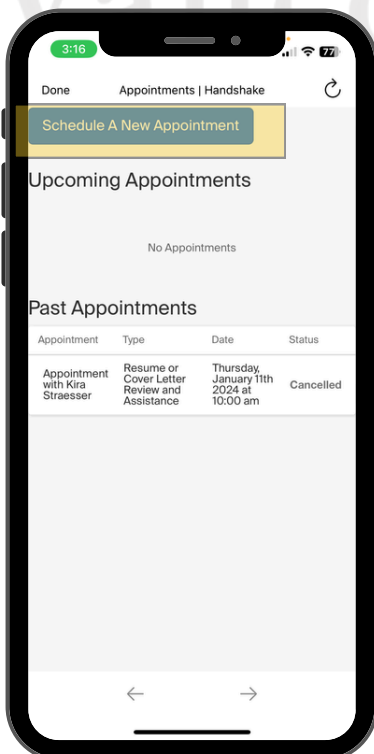 3:16
77
Done
Appointments | Handshake
Schedule A New Appointment
Upcoming Appointments
No Appointments
Past Appointments
Appointment Type Date Status
Appointment with Kira Straesser
Resume or Cover Letter Review and Assistance
Thursday, January 11th 2024 at 10:00 am
Cancelled